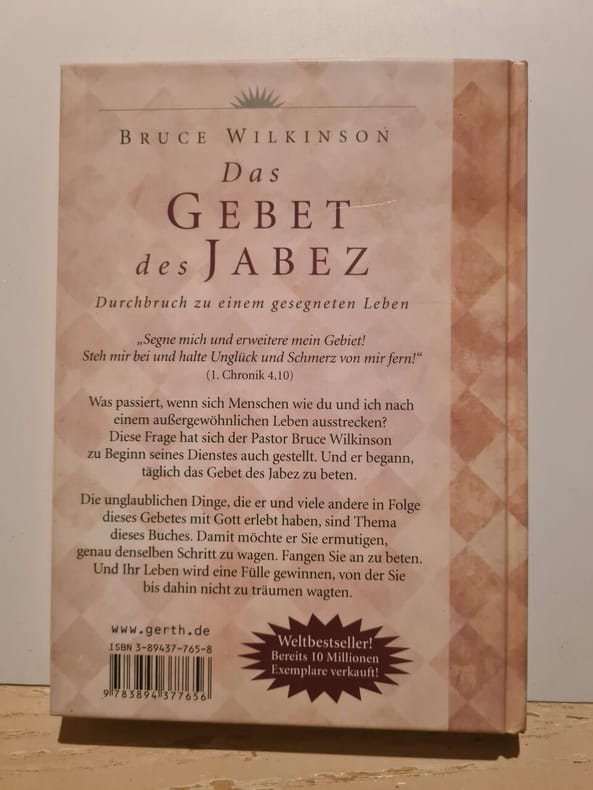 BRUCE WILKINSON
Das
GEBET
des JABEZ
Durchbruch zu einem gesegneten Leben
„Segne mich und erweitere mein Gebiet!
Steh mir bei und halte Unglück und Schmerz von mir fern!“
(1. Chronik 4,10)
Was passiert, wenn sich Menschen wie du und ich nach
einem außergewöhnlichen Leben ausstrecken?
Diese Frage hat sich der Pastor Bruce Wilkinson
zu Beginn seines Dienstes auch gestellt. Und er begann,
täglich das Gebet des Jabez zu beten.
Die unglaublichen Dinge, die er und viele andere in Folge
dieses Gebetes mit Gott erlebt haben, sind Thema
dieses Buches. Damit möchte er Sie ermutigen,
genau denselben Schritt zu wagen. Fangen Sie an zu beten.
Und Ihr Leben wird eine Fülle gewinnen, von der Sie
bis dahin nicht zu träumen wagten.
www.gerth.de
ISBN 3-89437-765-8
9 783894 377656
Weltbestseller!
Bereits 10 Millionen
Exemplare verkauft!